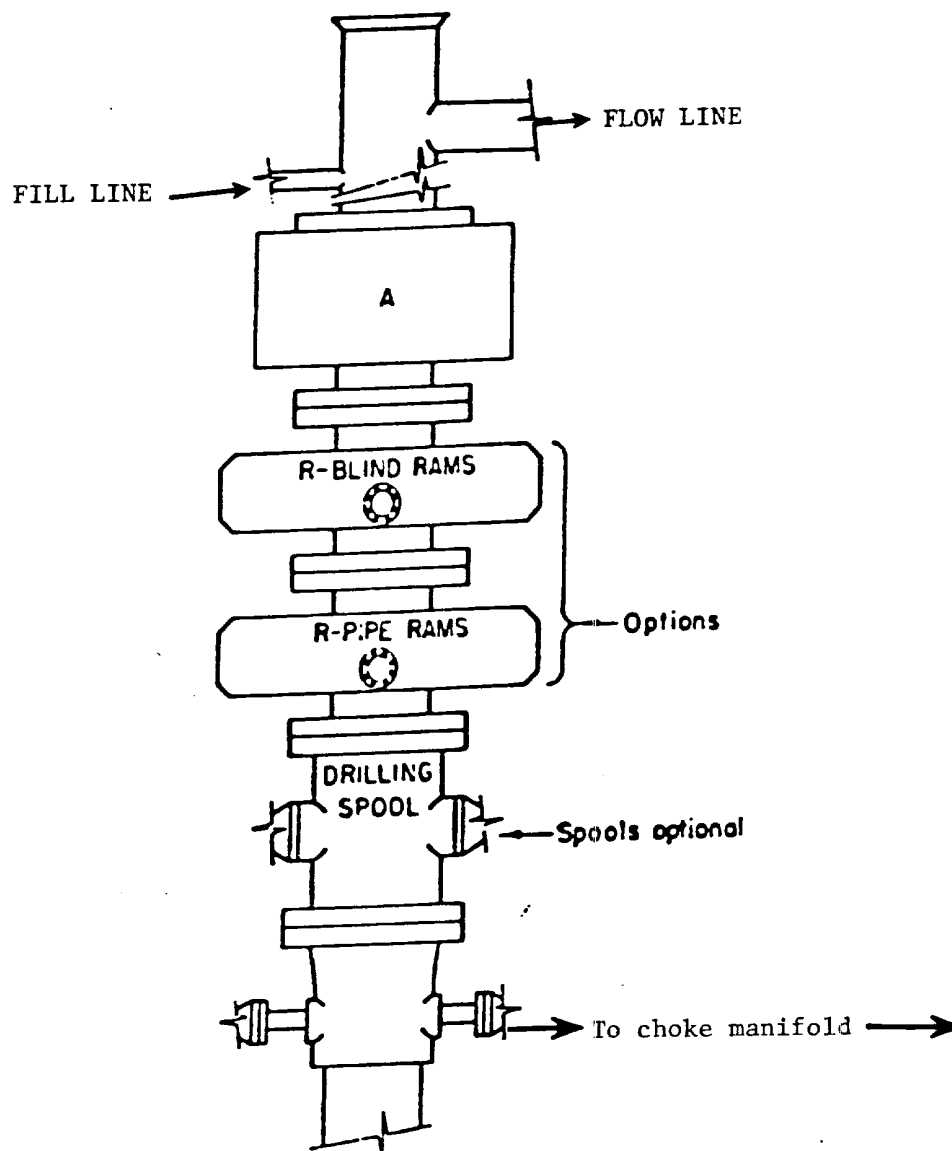 FLOW LINE
FILL LINE
A
R-BLIND RAMS
R-PIPE RAMS
Options
DRILLING
SPOOL
Spools optional
To choke manifold